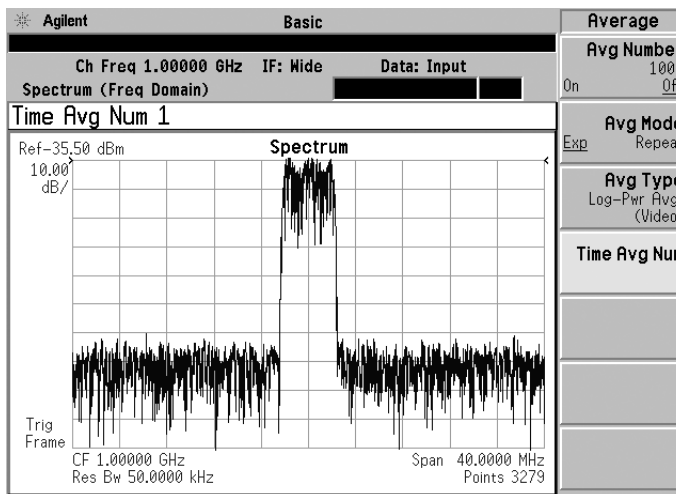 Agilent Basic Average
Avg Numbe
100
On Of
Ch Freq 1.00000 GHz IF: Wide Data: Input
Spectrum (Freq Domain)
Time Avg Num 1
Avg Mode
Exp Repea
Ref-35.50 dBm Spectrum
10.00
dB/
Avg Type
Log-Pwr Avg
(Video
Time Avg Nu
Trig
Frame
CF 1.00000 GHz Span 40.0000 MHz
Res Bw 50.0000 kHz Points 3279